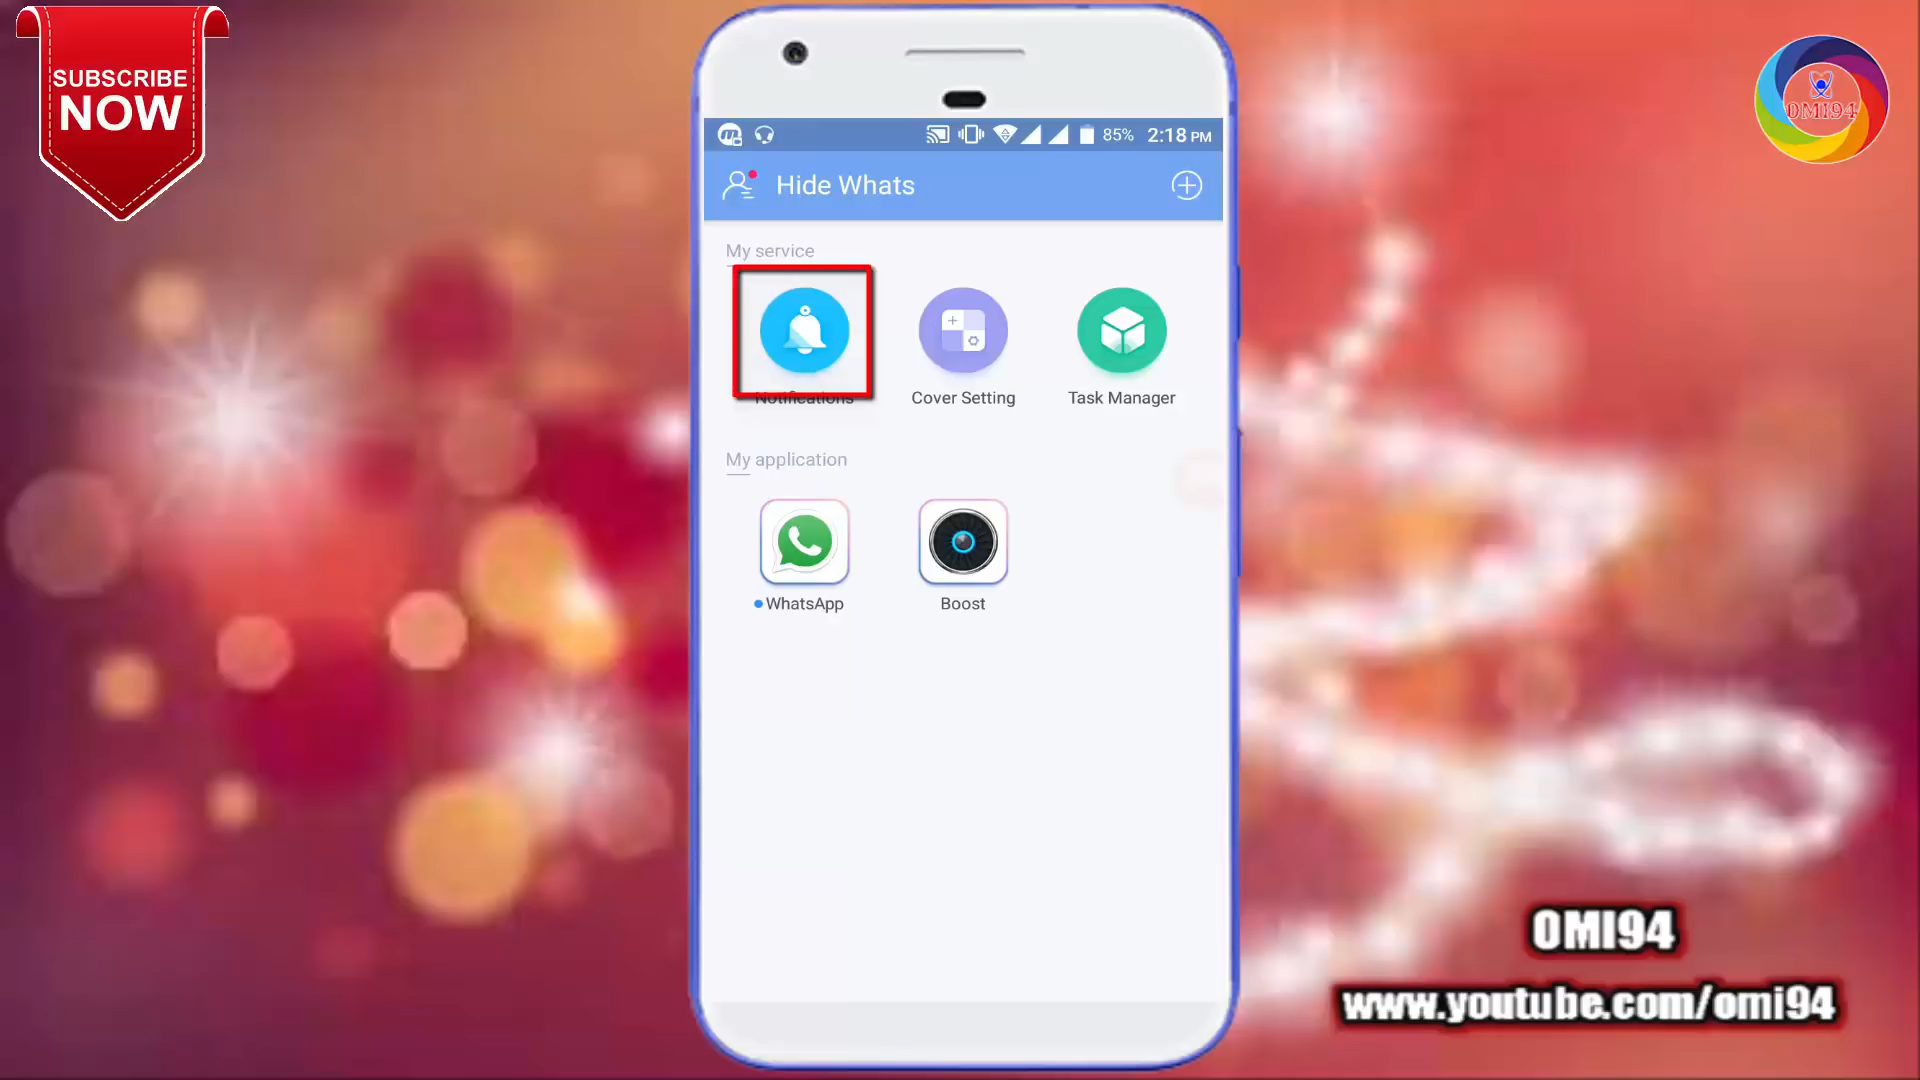 SUBSCRIBE
NOW
OMI94
85% 2:18 PM
Hide Whats
My service
Notifications
Cover Setting
Task Manager
My application
WhatsApp
Boost
OMI94
www.youtube.com/omi94